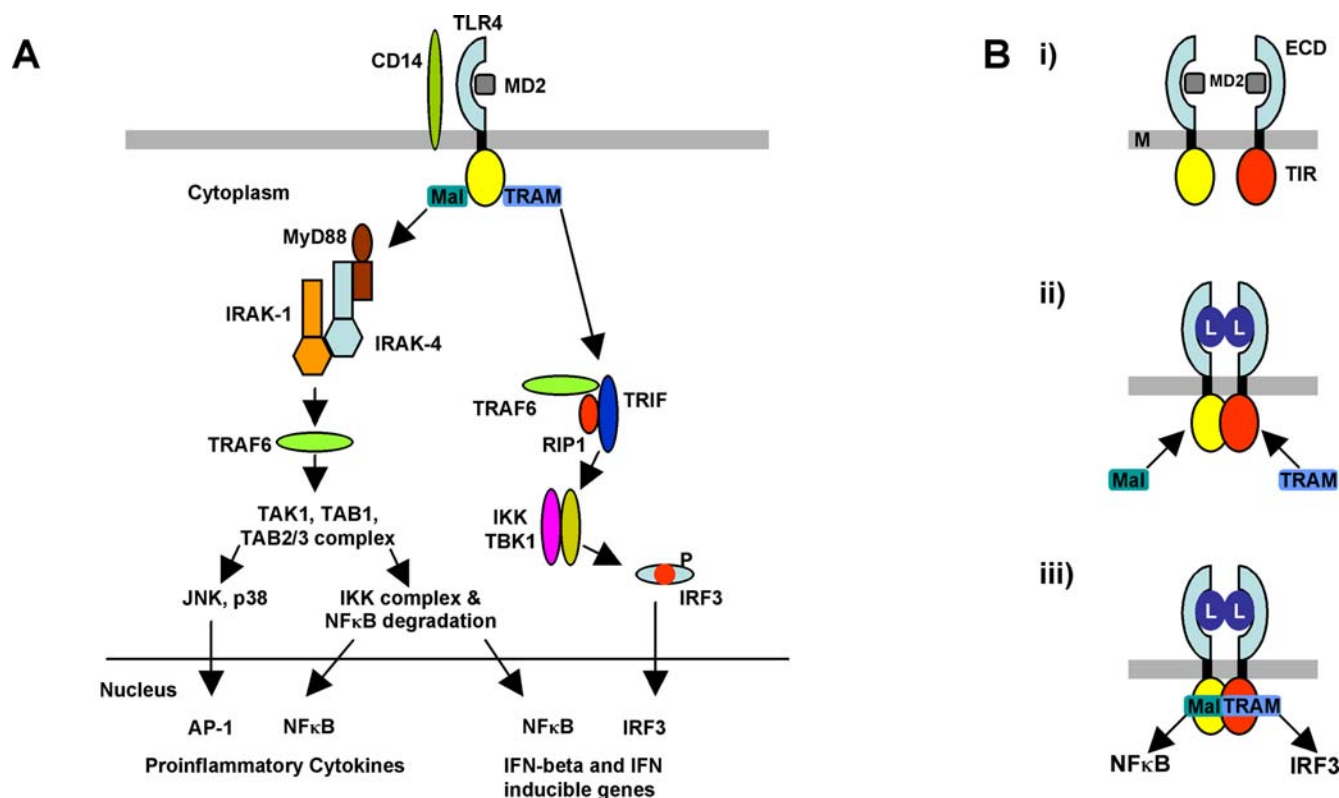 A
TLR4
CD14
MD2
Cytoplasm
Mal
TRAM
MyD88
IRAK-1
IRAK-4
TRAF6
TRIF
RIP1
TRAF6
TAK1, TAB1,
TAB2/3 complex
IKK
TBK1
P
IRF3
JNK, p38
IKK complex &
NFκB degradation
Nucleus
AP-1
NFκB
NFκB
IRF3
Proinflammatory Cytokines
IFN-beta and IFN
inducible genes
B
i)
ECD
MD2
M
TIR
ii)
L
L
Mal
TRAM
iii)
L
L
Mal
TRAM
NFκB
IRF3